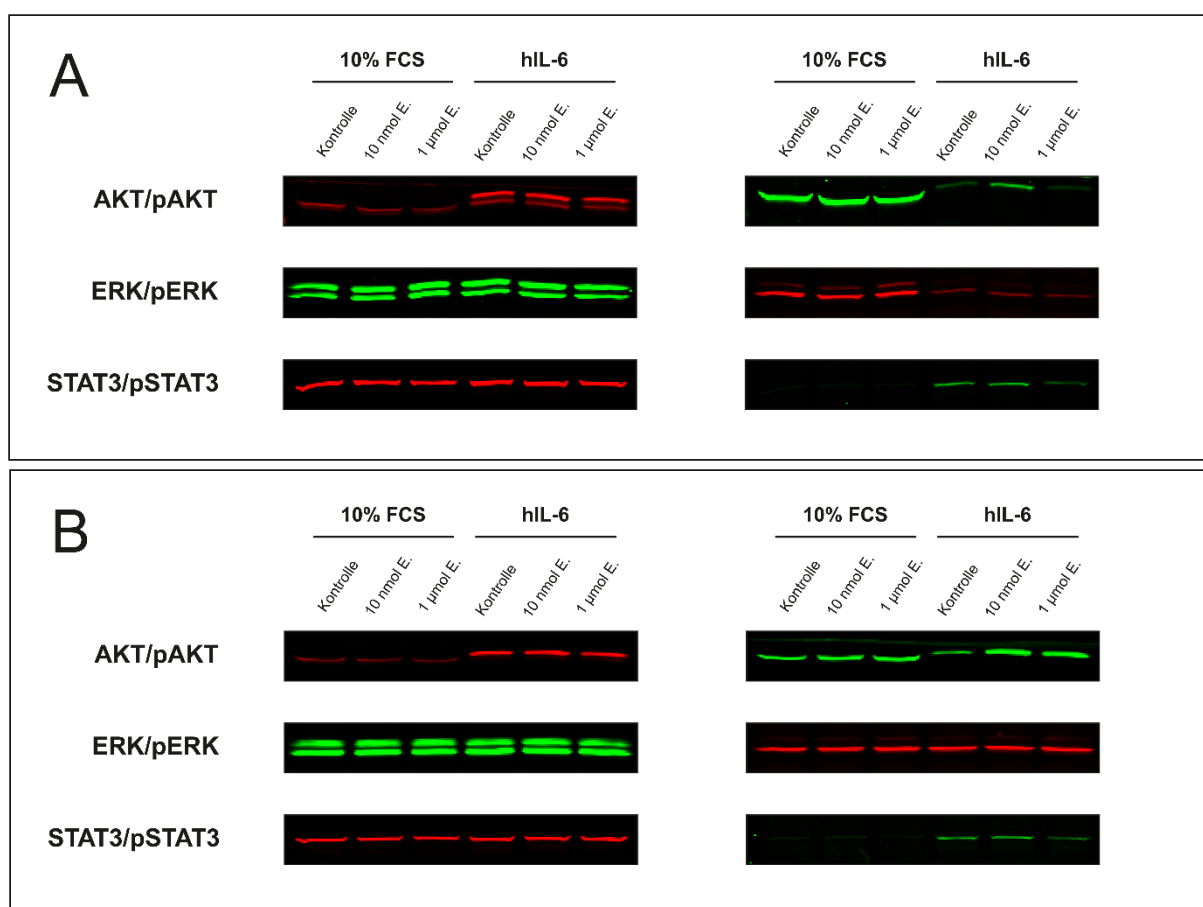 A
10% FCS hIL-6 10% FCS hIL-6
Kontrolle 10 nmol E. 1 µmol E. Kontrolle 10 nmol E. 1 µmol E. Kontrolle 10 nmol E. 1 µmol E. Kontrolle 10 nmol E. 1 µmol E.
AKT/pAKT
ERK/pERK
STAT3/pSTAT3
B
10% FCS hIL-6 10% FCS hIL-6
Kontrolle 10 nmol E. 1 µmol E. Kontrolle 10 nmol E. 1 µmol E. Kontrolle 10 nmol E. 1 µmol E. Kontrolle 10 nmol E. 1 µmol E.
AKT/pAKT
ERK/pERK
STAT3/pSTAT3